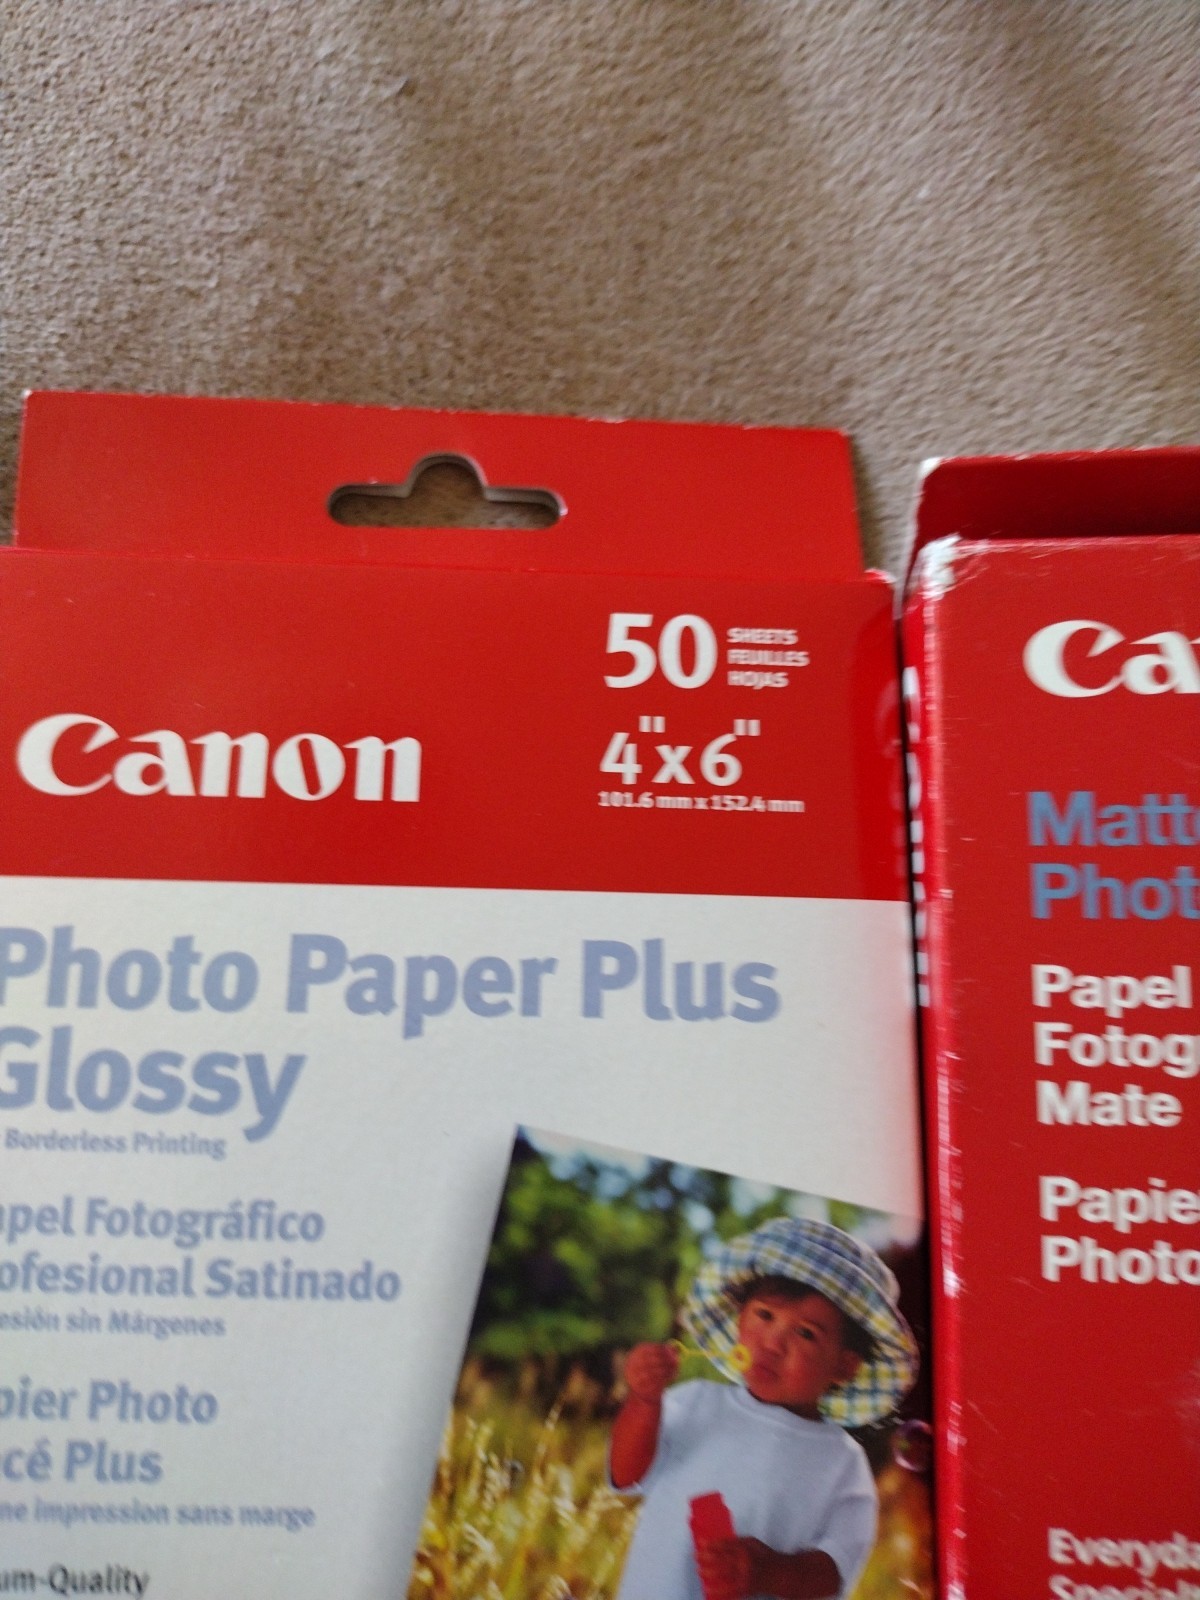 50 SHEETS
FEUILLES
HOJAS
4"x6"
101.6 mm x 152.4 mm
Canon
Photo Paper Plus
Glossy
Borderless Printing
apel Fotográfico
ofesional Satinado
esión sin Márgenes
pier Photo
cé Plus
ne impression sans marge
um-Quality
Ca
Matt
Phot
Papel
Fotog
Mate
Papie
Photo
Everyda
Special